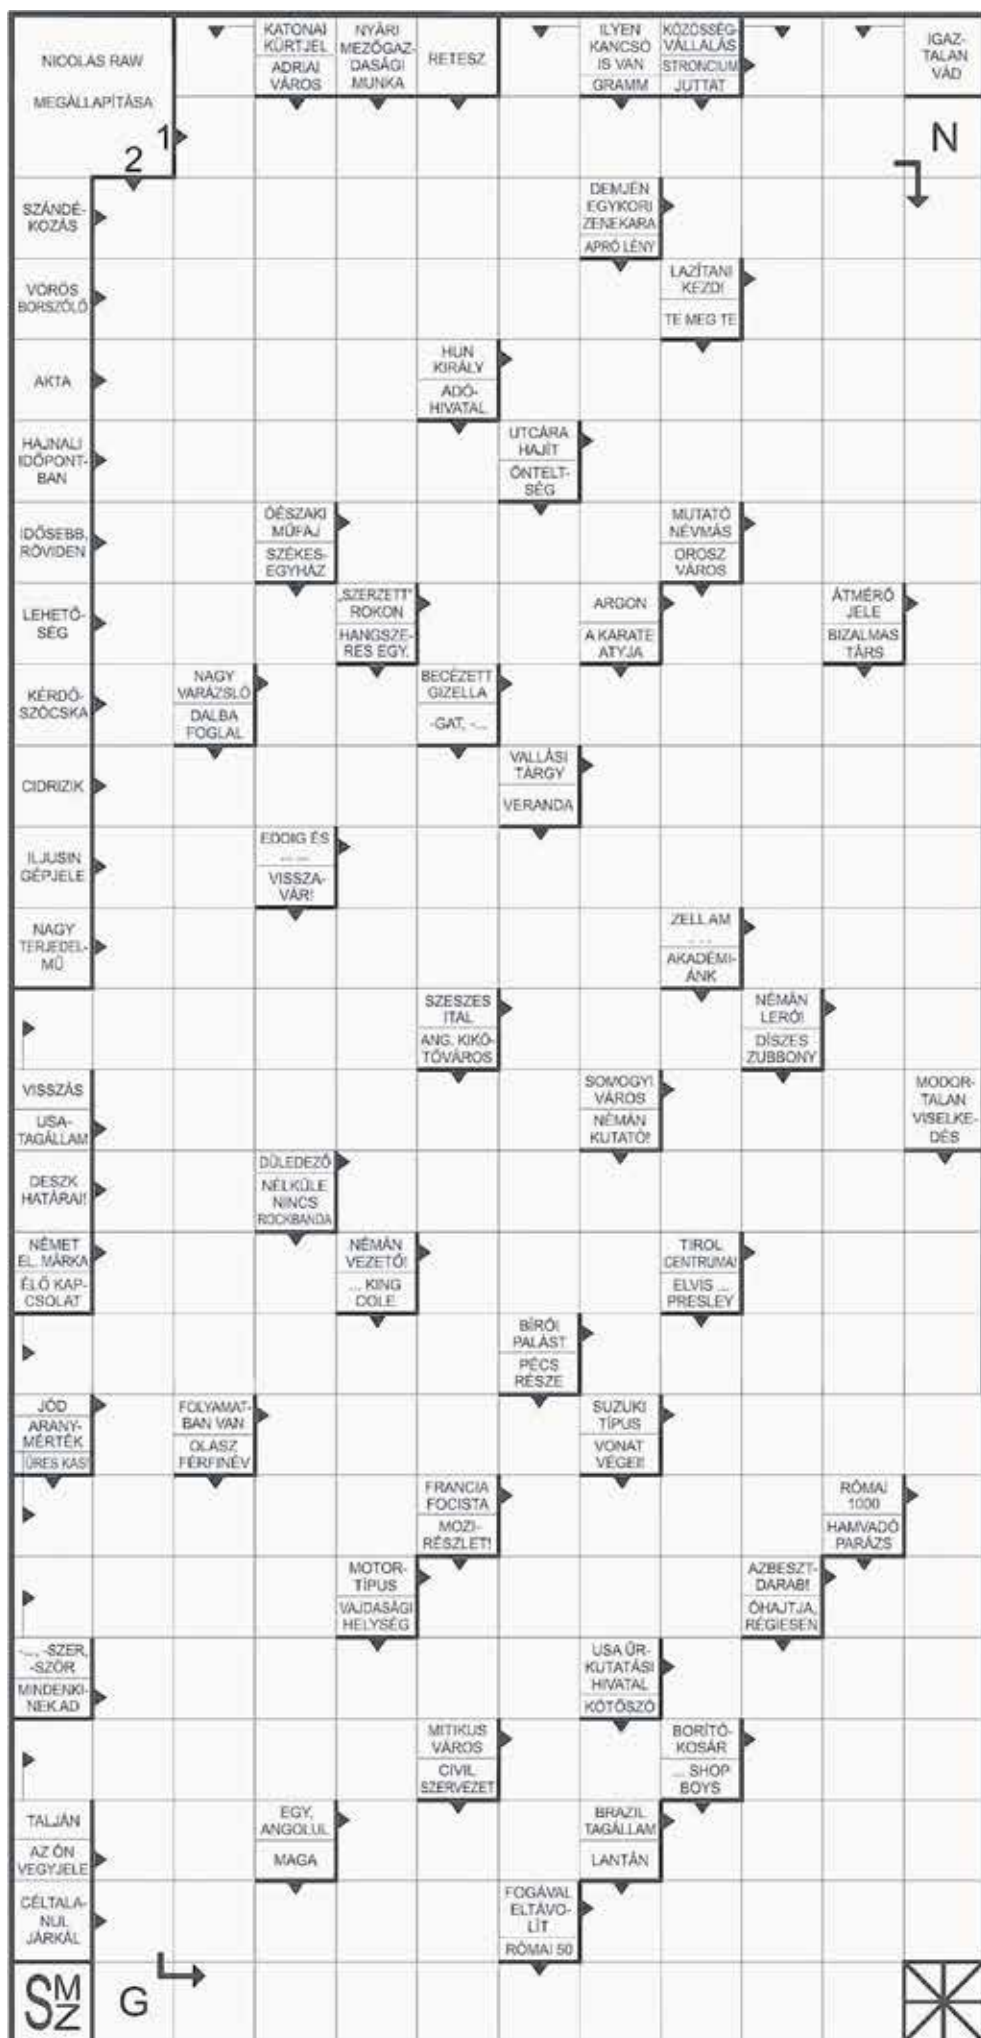 NICOLAS RAW
MEGÁLLAPÍTÁSA
KATONAI
KÜRTJEL
ADRIAI
VÁROS
NYÁRI
MEZŐGAZ-
DASÁGI
MUNKA
RETESZ
ILYEN
KANCSÓ
IS VAN
GRAMM
KÖZÖSSÉG-
VÁLLALÁS
STRONCIUM
JUTTAT
IGAZ-
TALAN
VÁD
1
2
N
SZÁNDÉ-
KOZÁS
DEMJÉN
EGYKORI
ZENEKARA
APRÓ LÉNY
VÖRÖS
BORSZŐLŐ
LAZÍTANI
KEZD!
TE MEG TE
AKTA
HUN
KIRÁLY
ADÓ-
HIVATAL
HAJNALI
IDŐPONT-
BAN
UTCÁRA
HAJÍT
ÖNTELT-
SÉG
IDŐSEBB,
RÖVIDEN
ÓÉSZAKI
MŰFAJ
SZÉKES-
EGYHÁZ
MUTATÓ
NÉVMÁS
OROSZ
VÁROS
LEHETŐ-
SÉG
„SZERZETT”
ROKON
HANGSZE-
RES EGY.
ARGON
A KARATE
ATYJA
ÁTMÉRŐ
JELE
BIZALMAS
TÁRS
KÉRDŐ-
SZÓCSKA
NAGY
VARÁZSLÓ
DALBA
FOGLAL
BECÉZETT
GIZELLA
-GAT, -...
CIDRIZIK
VALLÁSI
TÁRGY
VERANDA
ILJUSIN
GÉPJELE
EDDIG ÉS
... ...
VISSZA-
VÁR!
NAGY
TERJEDEL-
MŰ
ZELL AM
... ...
AKADÉMI-
ÁNK
SZESZES
ITAL
ANG. KIKÖ-
TŐVÁROS
NÉMÁN
LERÓ!
DÍSZES
ZUBBONY
VISSZÁS
USA-
TAGÁLLAM
SOMOGYI
VÁROS
NÉMÁN
KUTATÓ!
MODOR-
TALAN
VISELKE-
DÉS
DESZK
HATÁRAI!
DÜLEDEZŐ
NÉLKÜLE
NINCS
ROCKBANDA
NÉMET
EL. MÁRKA
ÉLŐ KAP-
CSOLAT
NÉMÁN
VEZETŐ!
... KING
COLE
TIROL
CENTRUMA!
ELVIS ...
PRESLEY
BÍRÓI
PALÁST
PÉCS
RÉSZE
JÓD
ARANY-
MÉRTÉK
ÜRES KAS!
FOLYAMAT-
BAN VAN
OLASZ
FÉRFINÉV
SUZUKI
TÍPUS
VONAT
VÉGEI!
FRANCIA
FOCISTA
MOZI-
RÉSZLET!
RÓMAI
1000
HAMVADÓ
PARÁZS
MOTOR-
TÍPUS
VAJDASÁGI
HELYSÉG
AZBESZT-
DARAB!
ÓHAJTJA,
RÉGIESEN
-..., -SZER,
-SZÖR
MINDENKI-
NEK AD
USA ŰR-
KUTATÁSI
HIVATAL
KÖTŐSZÓ
MITIKUS
VÁROS
CIVIL
SZERVEZET
BORÍTÓ-
KOSÁR
... SHOP
BOYS
TALJÁN
AZ ÓN
VEGYJELE
EGY,
ANGOLUL
MAGA
BRAZIL
TAGÁLLAM
LANTÁN
CÉLTALA-
NUL
JÁRKÁL
FOGÁVAL
ELTÁVO-
LÍT
RÓMAI 50
SMZ
G